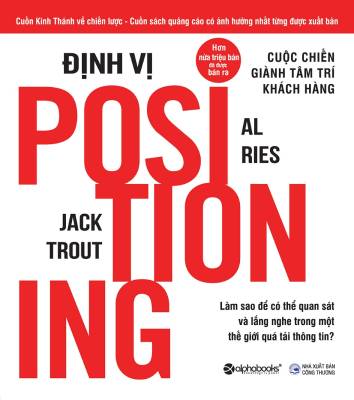 Cuốn Kinh Thánh về chiến lược - Cuốn sách quảng cáo có ảnh hưởng nhất từng được xuất bản
ĐỊNH VỊ
Hơn
nửa triệu bản
đã được
bán ra
CUỘC CHIẾN
GIÀNH TÂM TRÍ
KHÁCH HÀNG
POSI
AL
RIES
JACK
TROUT
TION
ING
Làm sao để có thể quan sát
và lắng nghe trong một
thế giới quá tải thông tin?
alphabooks
NHÀ XUẤT BẢN
CÔNG THƯƠNG